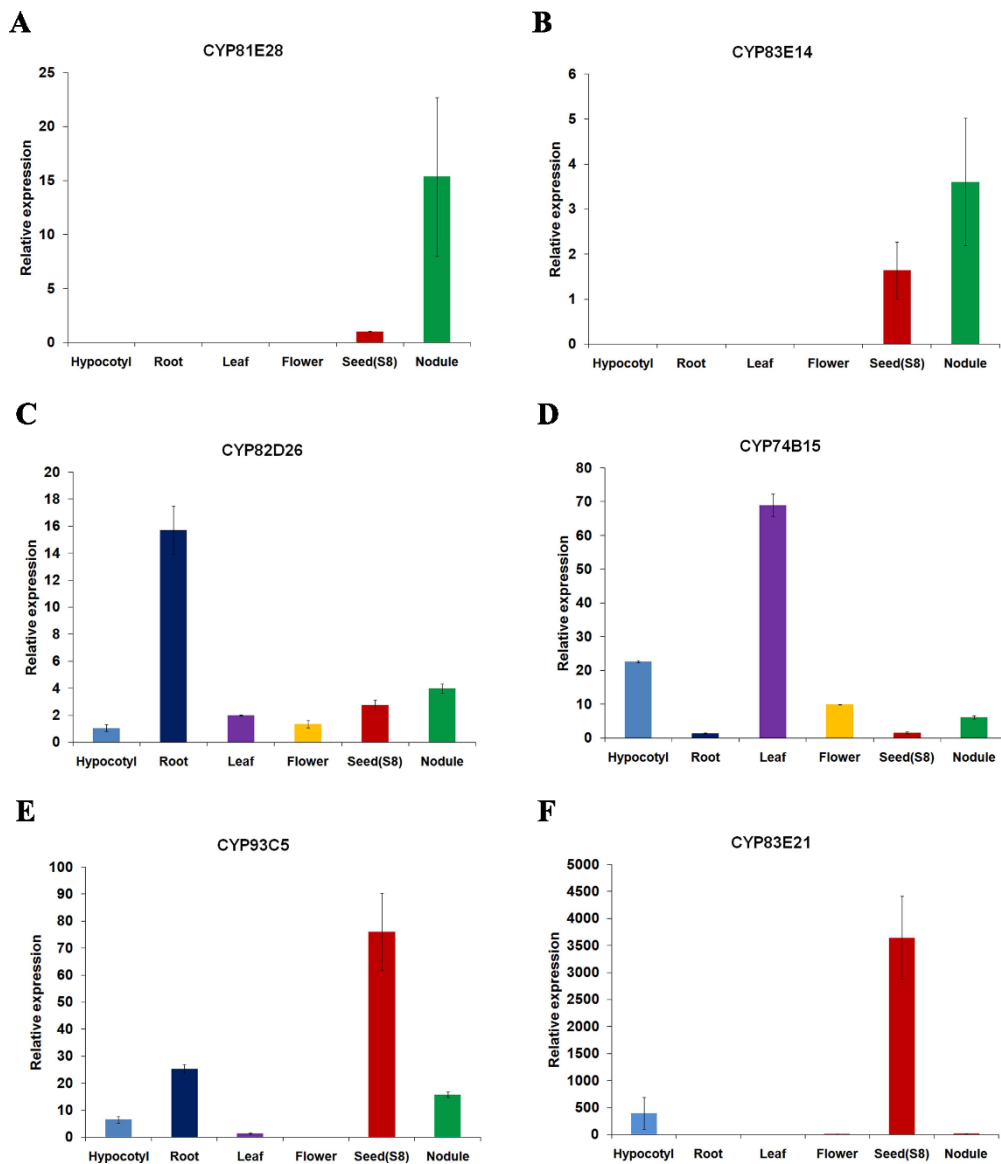 A
CYP81E28
Relative expression
25
20
15
10
5
0
Hypocotyl Root Leaf Flower Seed(S8) Nodule
B
CYP83E14
Relative expression
6
5
4
3
2
1
0
Hypocotyl Root Leaf Flower Seed(S8) Nodule
C
CYP82D26
Relative expression
20
18
16
14
12
10
8
6
4
2
0
Hypocotyl Root Leaf Flower Seed(S8) Nodule
D
CYP74B15
Relative expression
80
70
60
50
40
30
20
10
0
Hypocotyl Root Leaf Flower Seed(S8) Nodule
E
CYP93C5
Relative expression
100
90
80
70
60
50
40
30
20
10
0
Hypocotyl Root Leaf Flower Seed(S8) Nodule
F
CYP83E21
Relative expression
5000
4500
4000
3500
3000
2500
2000
1500
1000
500
0
Hypocotyl Root Leaf Flower Seed(S8) Nodule